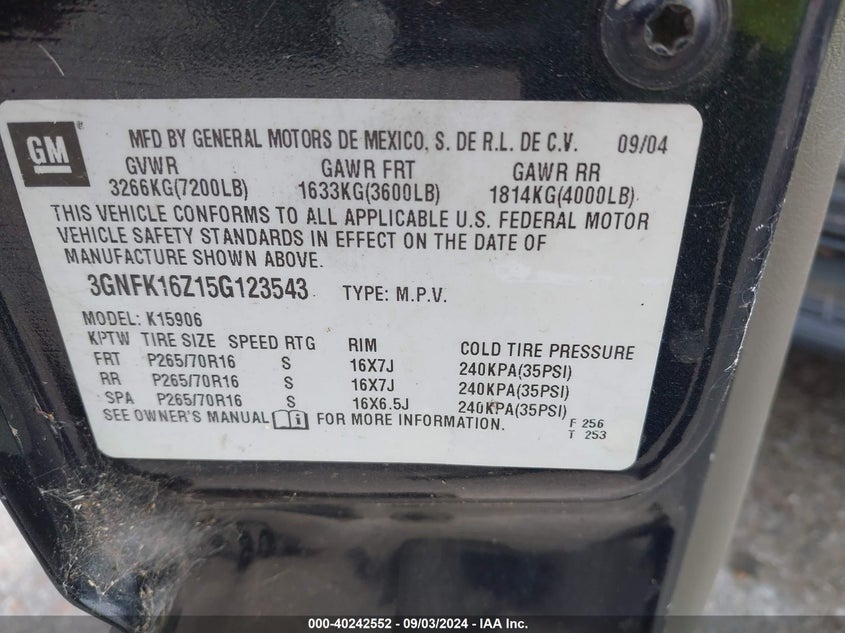 GM
MFD BY GENERAL MOTORS DE MEXICO, S. DE R.L. DE C.V. 09/04
GVWR GAWR FRT GAWR RR
3266KG(7200LB) 1633KG(3600LB) 1814KG(4000LB)
THIS VEHICLE CONFORMS TO ALL APPLICABLE U.S. FEDERAL MOTOR
VEHICLE SAFETY STANDARDS IN EFFECT ON THE DATE OF
MANUFACTURE SHOWN ABOVE.
3GNFK16Z15G123543 TYPE: M.P.V.
MODEL: K15906
KPTW TIRE SIZE SPEED RTG RIM COLD TIRE PRESSURE
FRT P265/70R16 S 16X7J 240KPA(35PSI)
RR P265/70R16 S 16X7J 240KPA(35PSI)
SPA P265/70R16 S 16X6.5J 240KPA(35PSI)
SEE OWNER'S MANUAL FOR MORE INFORMATION.
F 256
T 253
000-40242552 - 09/03/2024 - IAA Inc.